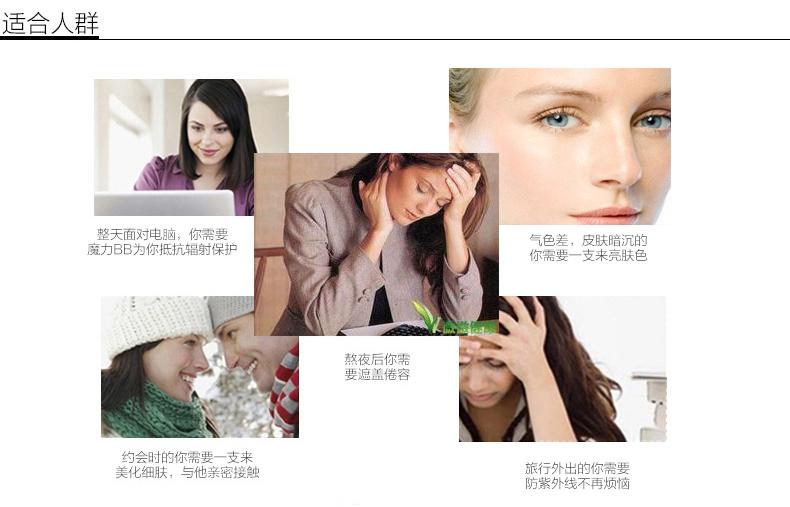 适合人群
整天面对电脑，你需要
魔力BB为你抵抗辐射保护
气色差，皮肤暗沉的
你需要一支来亮肤色
熬夜后你需
要遮盖倦容
约会时的你需要一支来
美化细肤，与他亲密接触
旅行外出的你需要
防紫外线不再烦恼